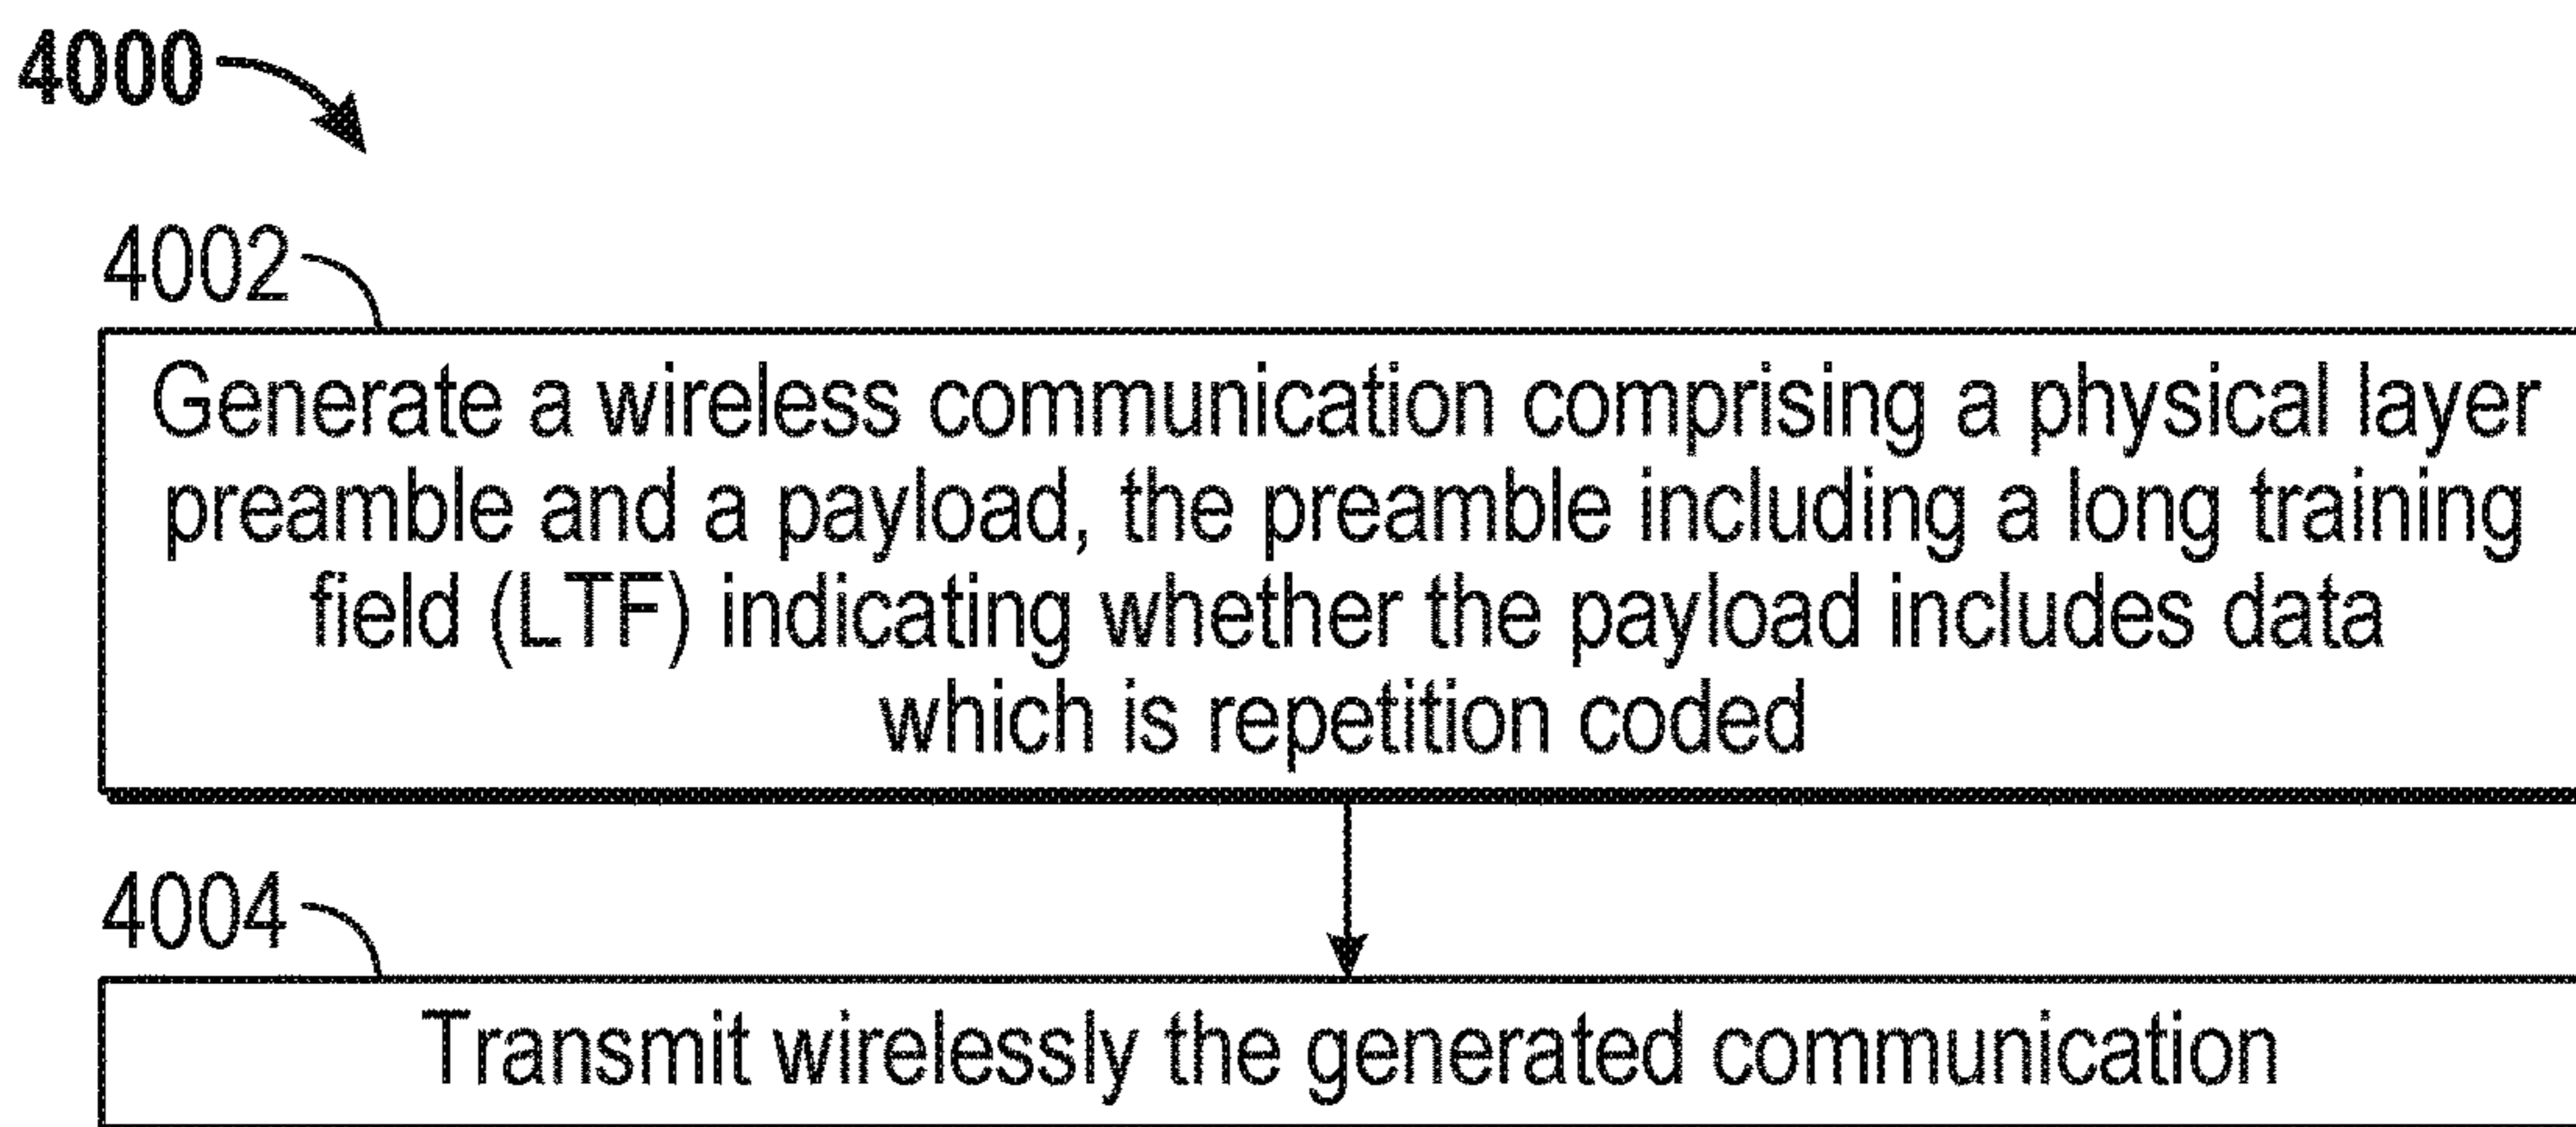 4000
4002
Generate a wireless communication comprising a physical layer
preamble and a payload, the preamble including a long training
field (LTF) indicating whether the payload includes data
which is repetition coded
4004
Transmit wirelessly the generated communication